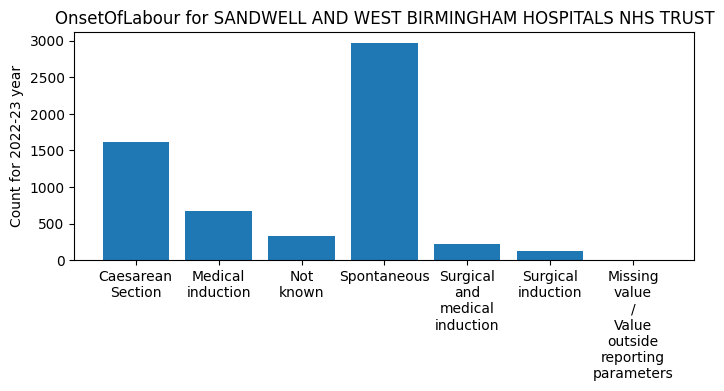 OnsetOfLabour for SANDWELL AND WEST BIRMINGHAM HOSPITALS NHS TRUST
Count for 2022-23 year
3000
2500
2000
1500
1000
500
0
Caesarean
Section
Medical
induction
Not
known
Spontaneous
Surgical
and
medical
induction
Surgical
induction
Missing
value
/
Value
outside
reporting
parameters